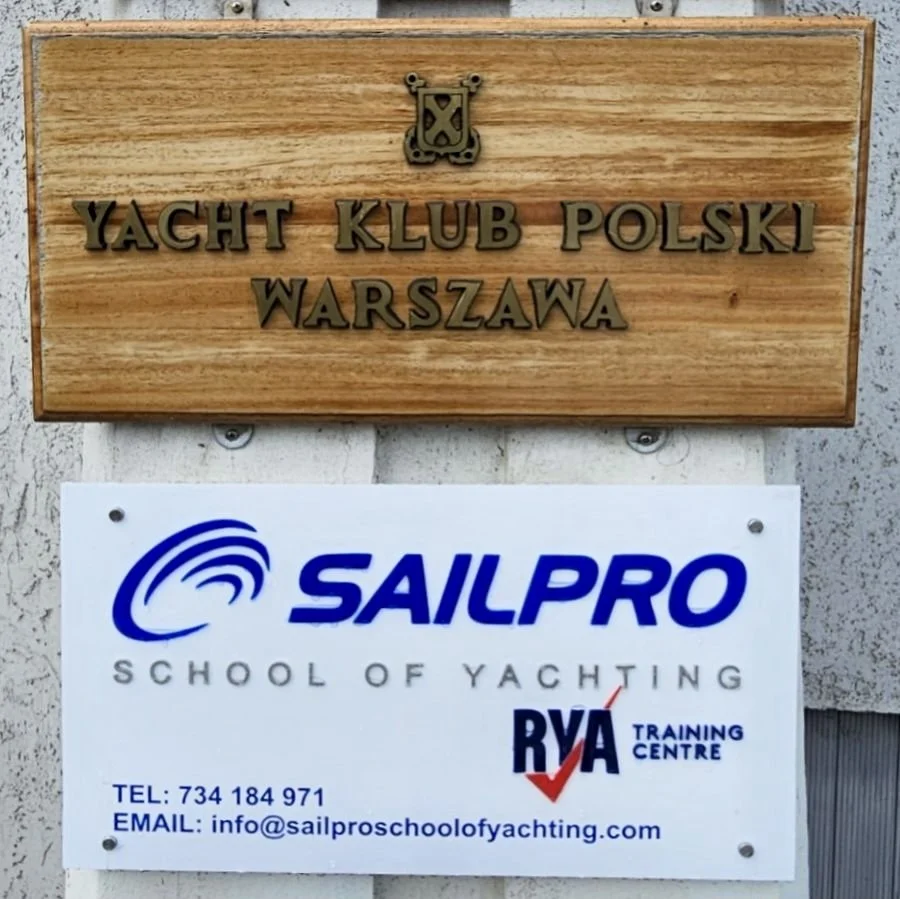 YACHT KLUB POLSKI
WARSZAWA
SAILPRO
SCHOOL OF YACHTING
RYA TRAINING
CENTRE
TEL: 734 184 971
EMAIL: info@sailproschoolofyachting.com